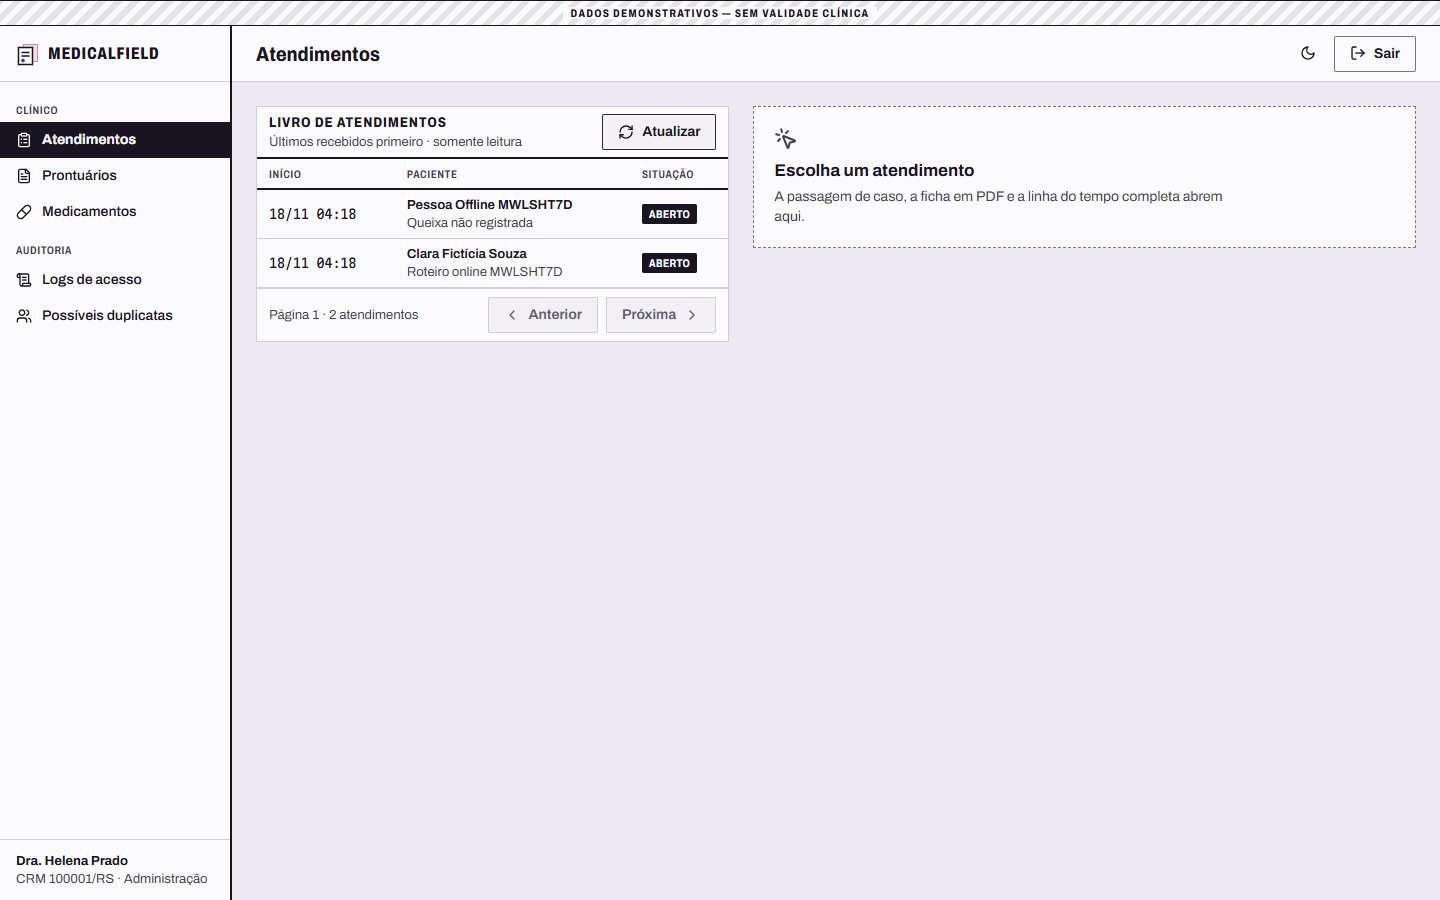 DADOS DEMONSTRATIVOS — SEM VALIDADE CLÍNICA
MEDICALFIELD
Atendimentos
Sair
CLÍNICO
Atendimentos
Prontuários
Medicamentos
AUDITORIA
Logs de acesso
Possíveis duplicatas
LIVRO DE ATENDIMENTOS
Últimos recebidos primeiro · somente leitura
Atualizar
INÍCIO PACIENTE SITUAÇÃO
18/11 04:18 Pessoa Offline MWLSHT7D ABERTO
Queixa não registrada
18/11 04:18 Clara Fictícia Souza ABERTO
Roteiro online MWLSHT7D
Página 1 · 2 atendimentos Anterior Próxima
Escolha um atendimento
A passagem de caso, a ficha em PDF e a linha do tempo completa abrem
aqui.
Dra. Helena Prado
CRM 100001/RS · Administração